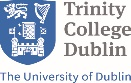 Trinity
College
Dublin
The University of Dublin